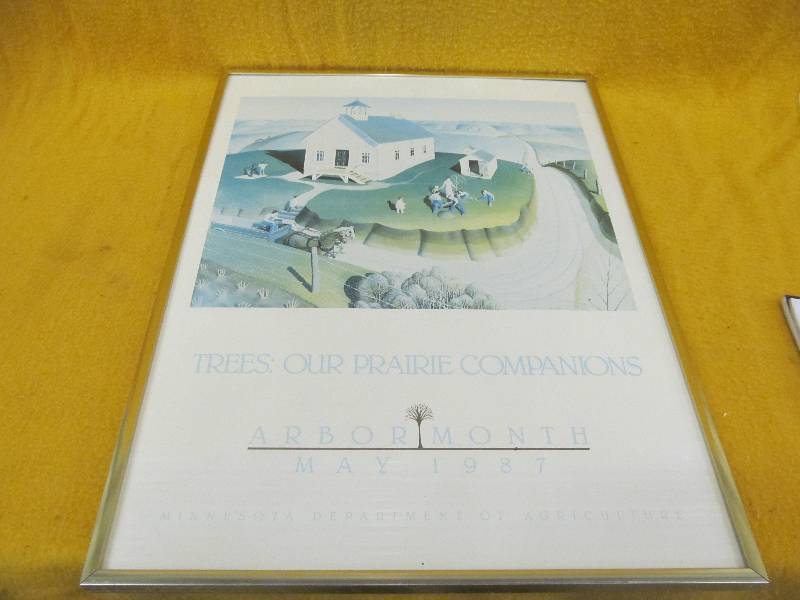 TREES: OUR PRAIRIE COMPANIONS
ARBOR MONTH
MAY 1987
MINNESOTA DEPARTMENT OF AGRICULTURE